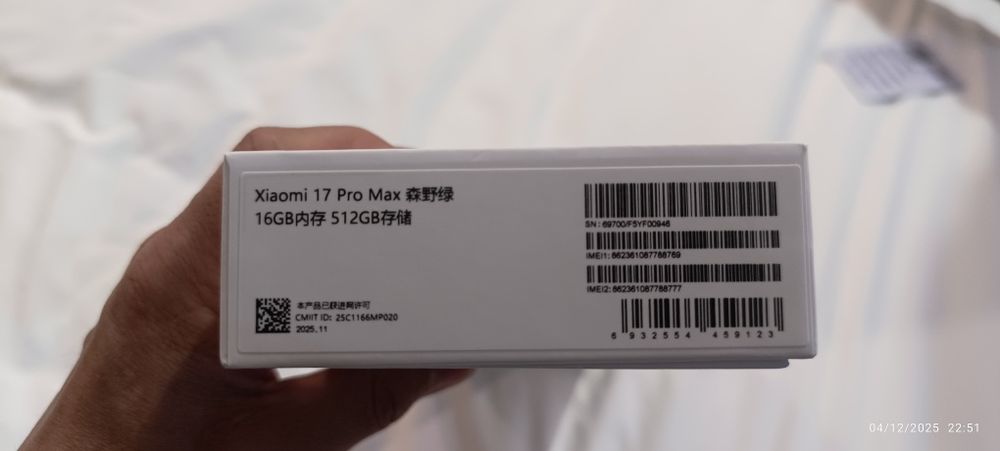 Xiaomi 17 Pro Max 森野绿
16GB内存 512GB存储
SN: 69700/F5YF00946
IMEI1: 862361087788769
IMEI2: 862361087788777
本产品已获进网许可
CMIIT ID: 25C1166MP020
2025.11
6 932554 459123
04/12/2025 22:51